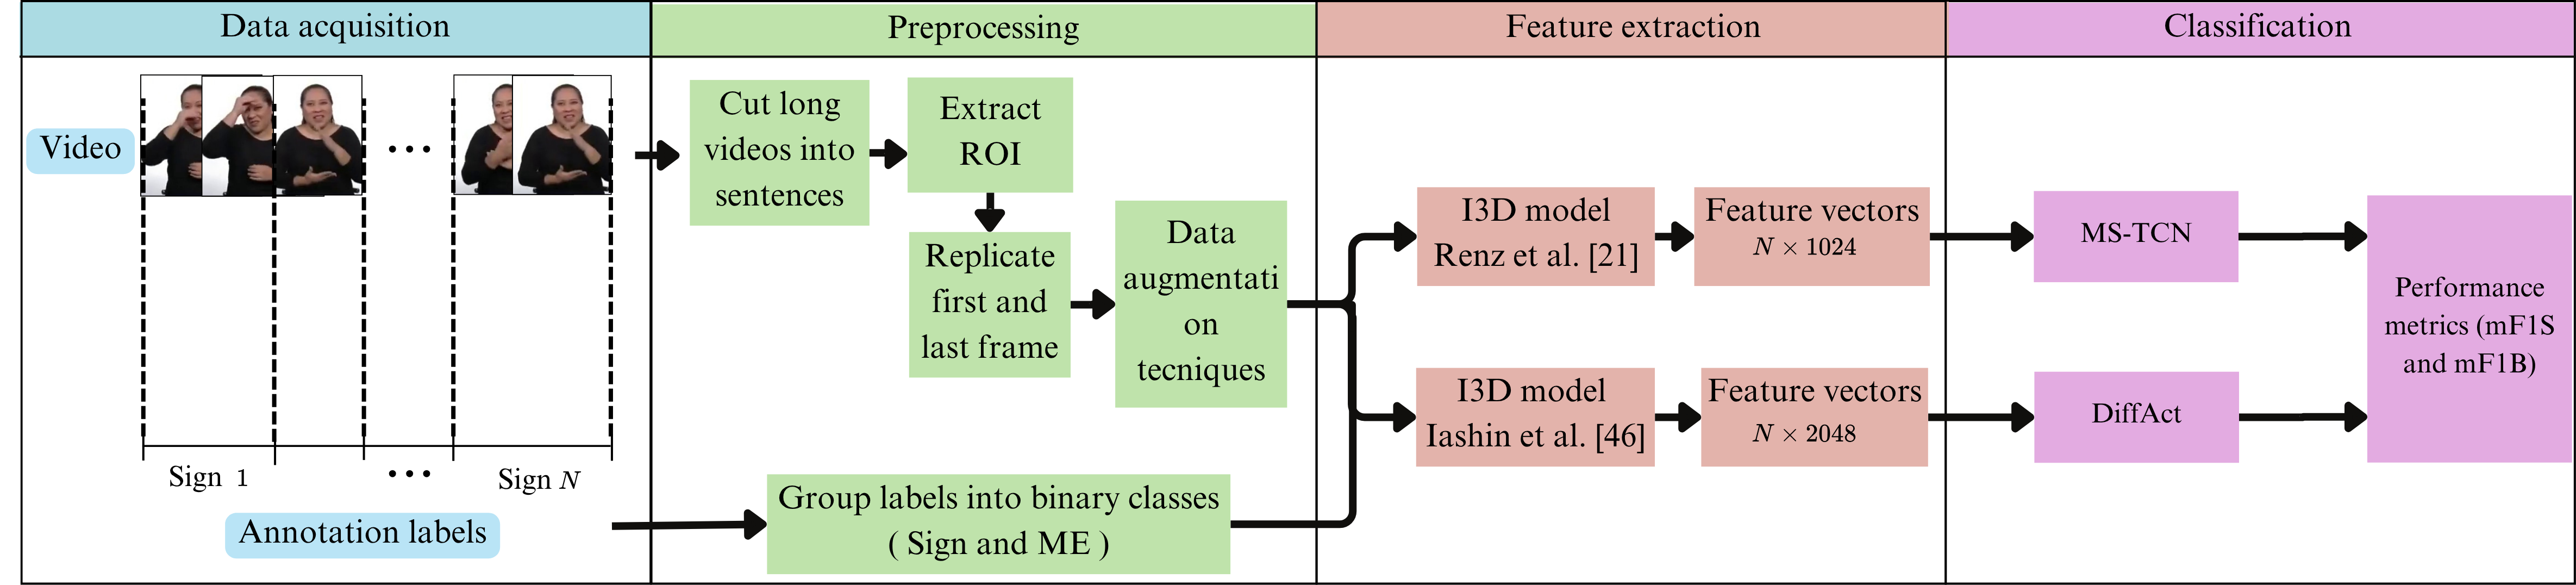 Data acquisition
Preprocessing
Feature extraction
Classification
Video
...
Sign 1
...
Sign N
Annotation labels
Cut long
videos into
sentences
Extract
ROI
Replicate
first and
last frame
Data
augmentati
on
tecniques
Group labels into binary classes
( Sign and ME )
I3D model
Renz et al. [21]
Feature vectors
N × 1024
I3D model
Iashin et al. [46]
Feature vectors
N × 2048
MS-TCN
DiffAct
Performance
metrics (mF1S
and mF1B)